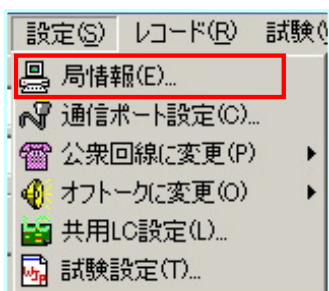 設定(S) レコード(R) 試験(
局情報(E)...
通信ポート設定(C)...
公衆回線に変更(P)
オフトークに変更(O)
共用LC設定(L)...
試験設定(T)...